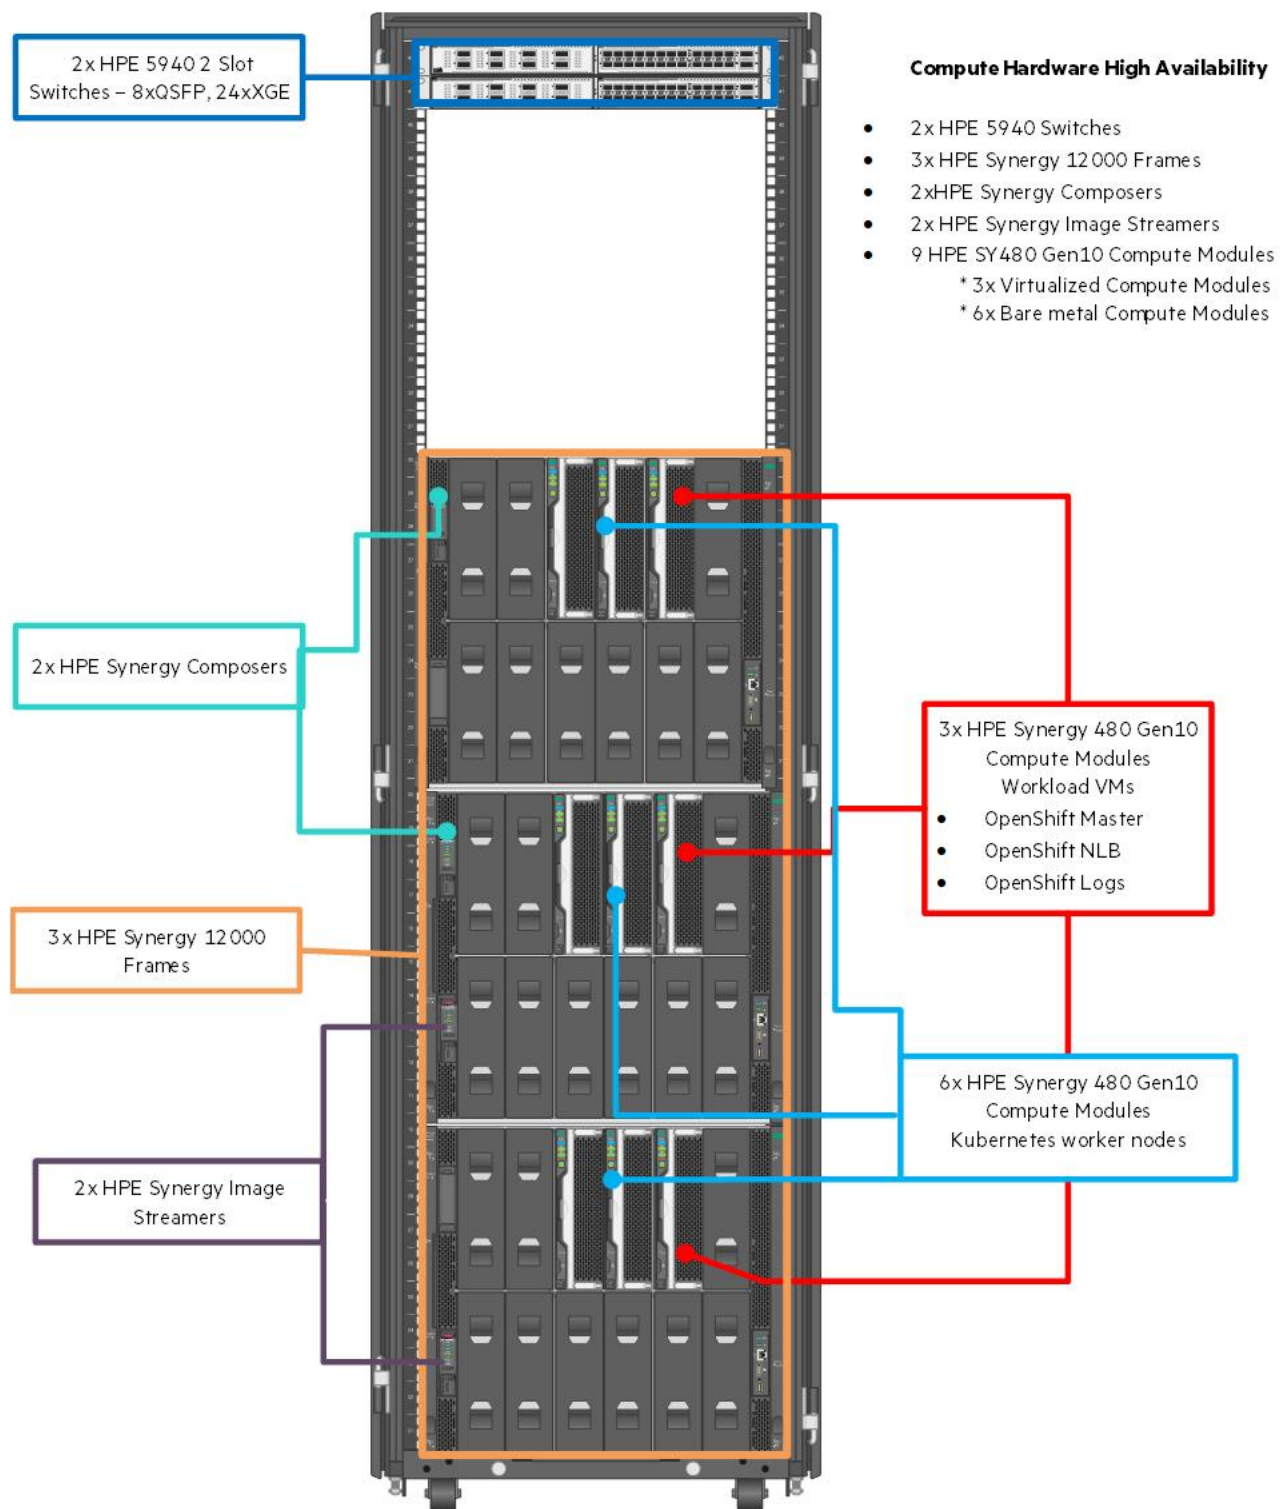 2x HPE 5940 2 Slot
Switches – 8xQSFP, 24xXGE
Compute Hardware High Availability
• 2x HPE 5940 Switches
• 3x HPE Synergy 12000 Frames
• 2xHPE Synergy Composers
• 2x HPE Synergy Image Streamers
• 9 HPE SY480 Gen10 Compute Modules
* 3x Virtualized Compute Modules
* 6x Bare metal Compute Modules
2x HPE Synergy Composers
3x HPE Synergy 480 Gen10
Compute Modules
Workload VMs
• OpenShift Master
• OpenShift NLB
• OpenShift Logs
3x HPE Synergy 12000
Frames
6x HPE Synergy 480 Gen10
Compute Modules
Kubernetes worker nodes
2x HPE Synergy Image
Streamers